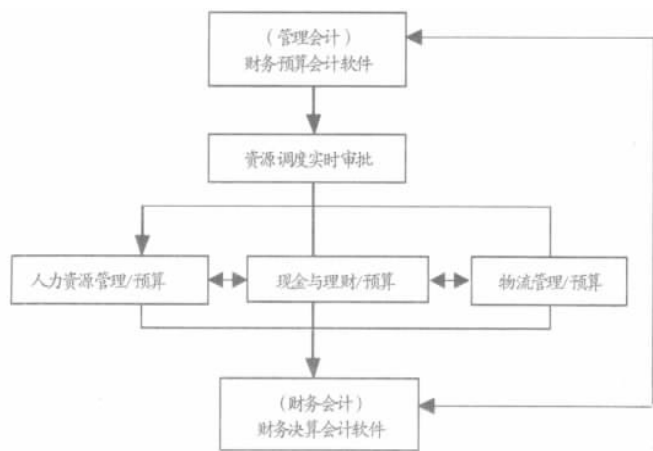 （管理会计）
财务预算会计软件
资源调度实时审批
人力资源管理/预算
现金与理财/预算
物流管理/预算
（财务会计）
财务决算会计软件